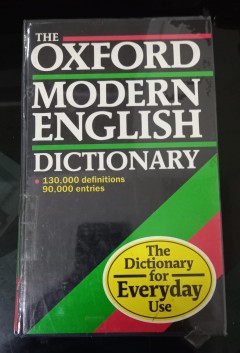 THE
OXFORD
MODERN
ENGLISH
DICTIONARY
130,000 definitions
90,000 entries
The
Dictionary
for
Everyday
Use